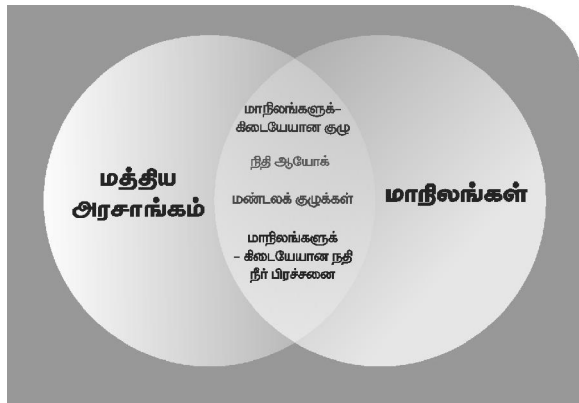 மத்திய
அரசாங்கம்
மாநிலங்களுக்-
கிடையேயான குழு
நிதி ஆயோக்
மண்டலக் குழுக்கள்
மாநிலங்களுக்
- கிடையேயான நதி
நீர் பிரச்சனை
மாநிலங்கள்